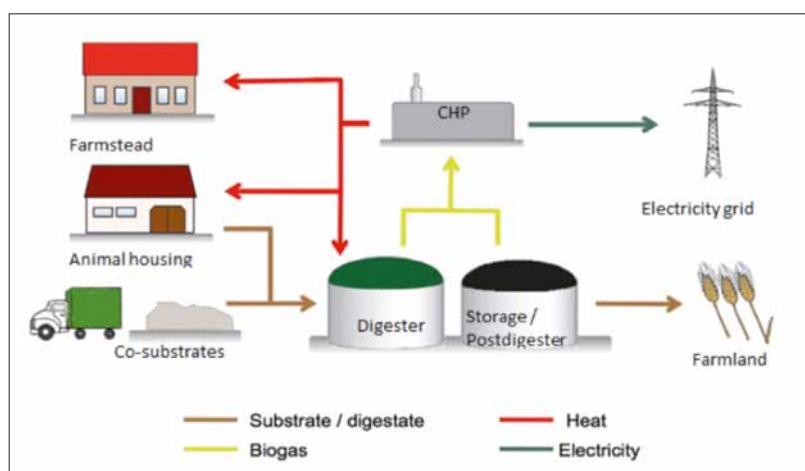 Farmstead
CHP
Electricity grid
Animal housing
Co-substrates
Digester
Storage /
Postdigester
Farmland
Substrate / digestate
Heat
Biogas
Electricity